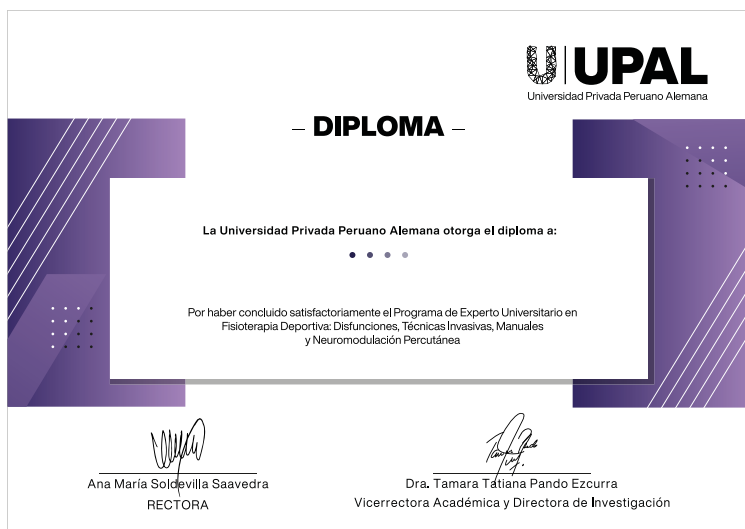 UPAL
Universidad Privada Peruano Alemana
– DIPLOMA –
La Universidad Privada Peruano Alemana otorga el diploma a:
Por haber concluido satisfactoriamente el Programa de Experto Universitario en
Fisioterapia Deportiva: Disfunciones, Técnicas Invasivas, Manuales
y Neuromodulación Percutánea
Ana María Soldevilla Saavedra
RECTORA
Dra. Tamara Tatiana Pando Ezcurra
Vicerrectora Académica y Directora de Investigación